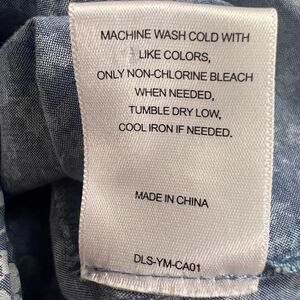 MACHINE WASH COLD WITH
LIKE COLORS,
ONLY NON-CHLORINE BLEACH
WHEN NEEDED,
TUMBLE DRY LOW,
COOL IRON IF NEEDED.
MADE IN CHINA
DLS-YM-CA01